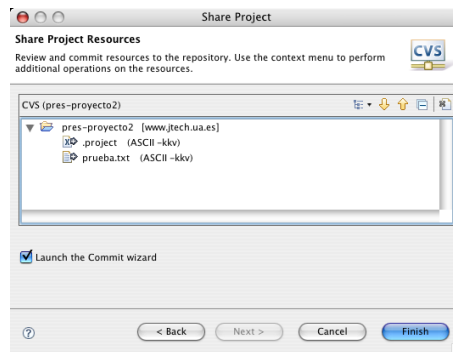 Share Project
Share Project Resources
Review and commit resources to the repository. Use the context menu to perform
additional operations on the resources.
CVS
CVS (pres-proyecto2)
pres-proyecto2 [www.jtech.ua.es]
.project (ASCII -kkv)
prueba.txt (ASCII -kkv)
Launch the Commit wizard
?
< Back
Next >
Cancel
Finish